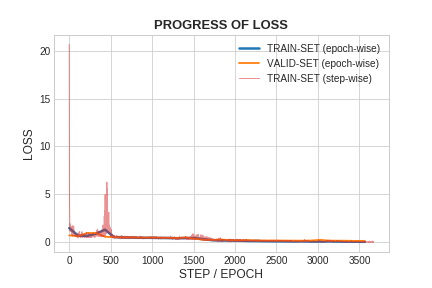 PROGRESS OF LOSS
TRAIN-SET (epoch-wise)
VALID-SET (epoch-wise)
TRAIN-SET (step-wise)
LOSS
20
15
10
5
0
0 500 1000 1500 2000 2500 3000 3500
STEP / EPOCH